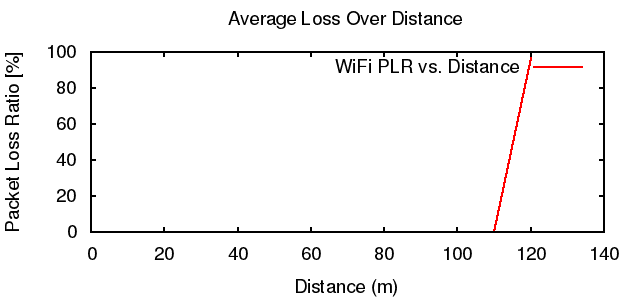 Average Loss Over Distance
Packet Loss Ratio [%]
100
80
60
40
20
0
WiFi PLR vs. Distance
0 20 40 60 80 100 120 140
Distance (m)